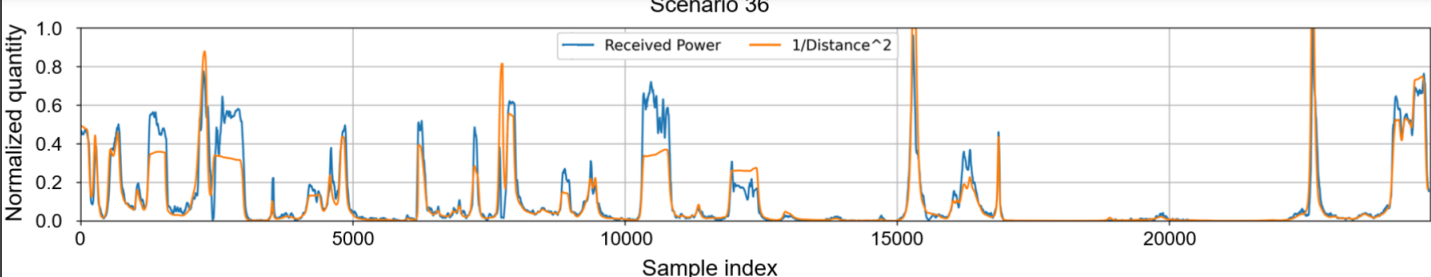 Scenario 36
Normalized quantity
1.0
0.8
0.6
0.4
0.2
0.0
Received Power
1/Distance^2
0
5000
10000
15000
20000
Sample index